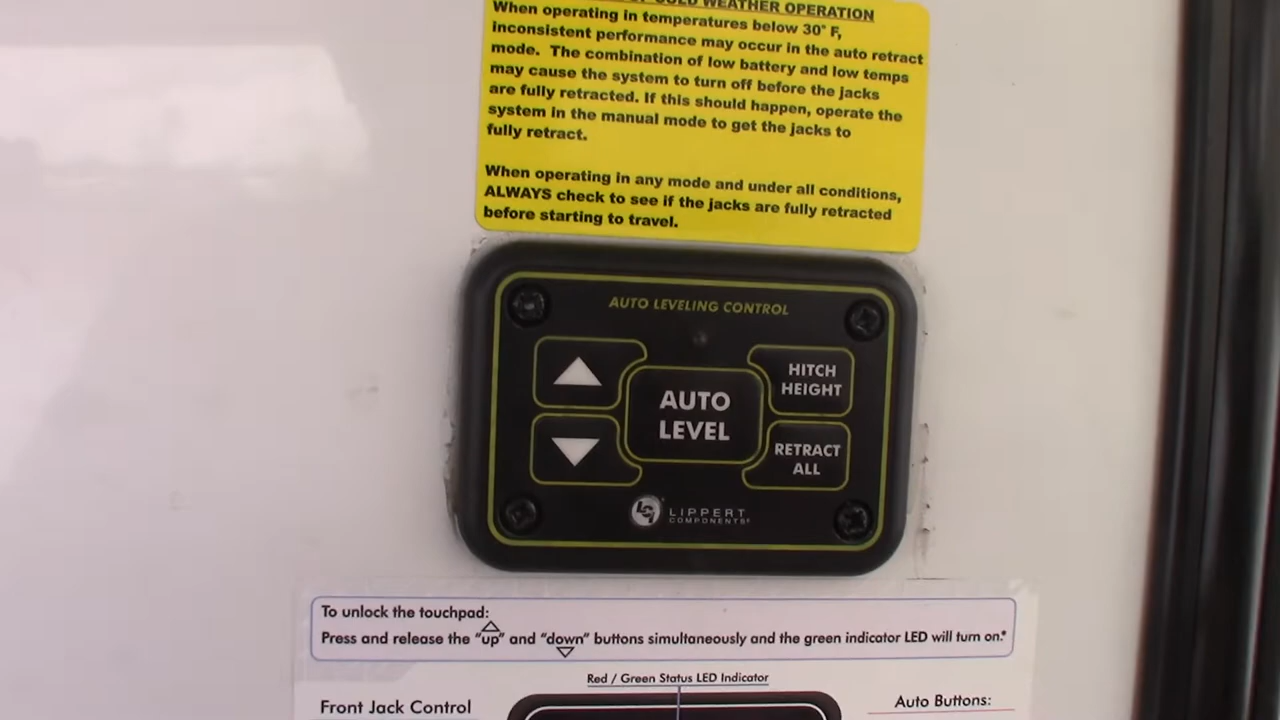 COLD WEATHER OPERATION
When operating in temperatures below 30° F,
inconsistent performance may occur in the auto retract
mode. The combination of low battery and low temps
may cause the system to turn off before the jacks
are fully retracted. If this should happen, operate the
system in the manual mode to get the jacks to
fully retract.
When operating in any mode and under all conditions,
ALWAYS check to see if the jacks are fully retracted
before starting to travel.
AUTO LEVELING CONTROL
HITCH
HEIGHT
AUTO
LEVEL
RETRACT
ALL
LCI LIPPERT
COMPONENTS®
To unlock the touchpad:
Press and release the "up" and "down" buttons simultaneously and the green indicator LED will turn on.*
Red / Green Status LED Indicator
Front Jack Control
Auto Buttons: